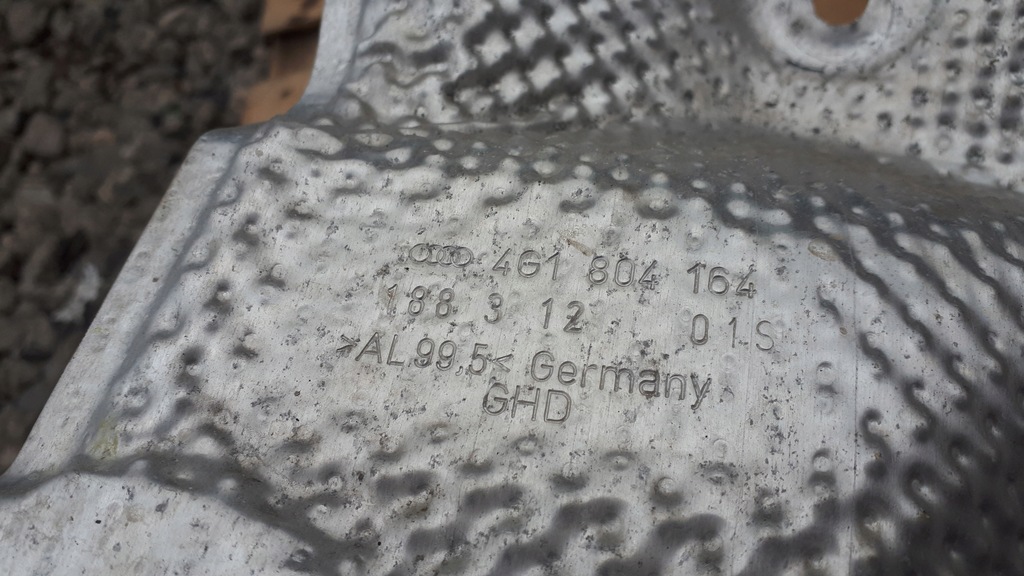 4G1 804 164
188 3 12 01S
>AL99,5< Germany
GHD